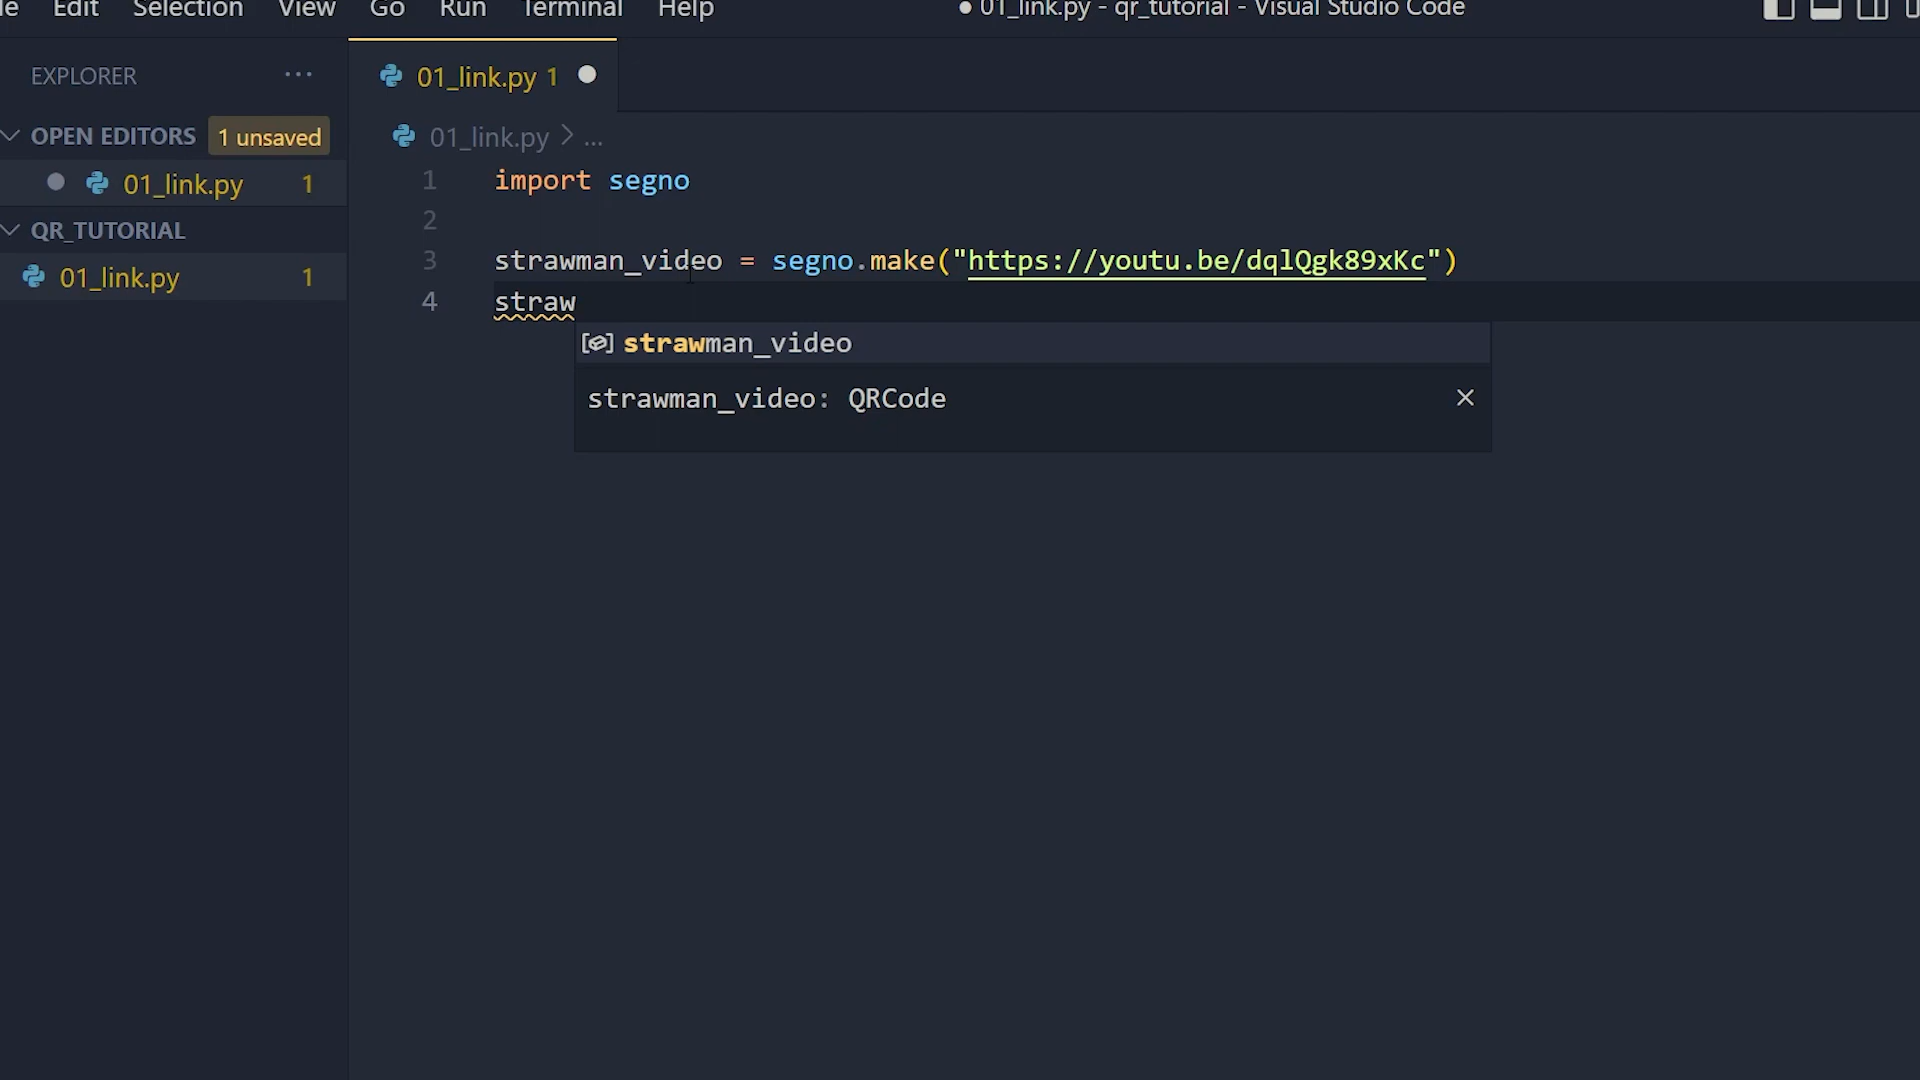 le Edit Selection View Go Run Terminal Help ● 01_link.py - qr_tutorial - Visual Studio Code
EXPLORER ...
01_link.py 1
OPEN EDITORS 1 unsaved
01_link.py 1
QR_TUTORIAL
01_link.py 1
01_link.py > ...
1 import segno
2
3 strawman_video = segno.make("https://youtu.be/dqlQgk89xKc")
4 straw
strawman_video
strawman_video: QRCode